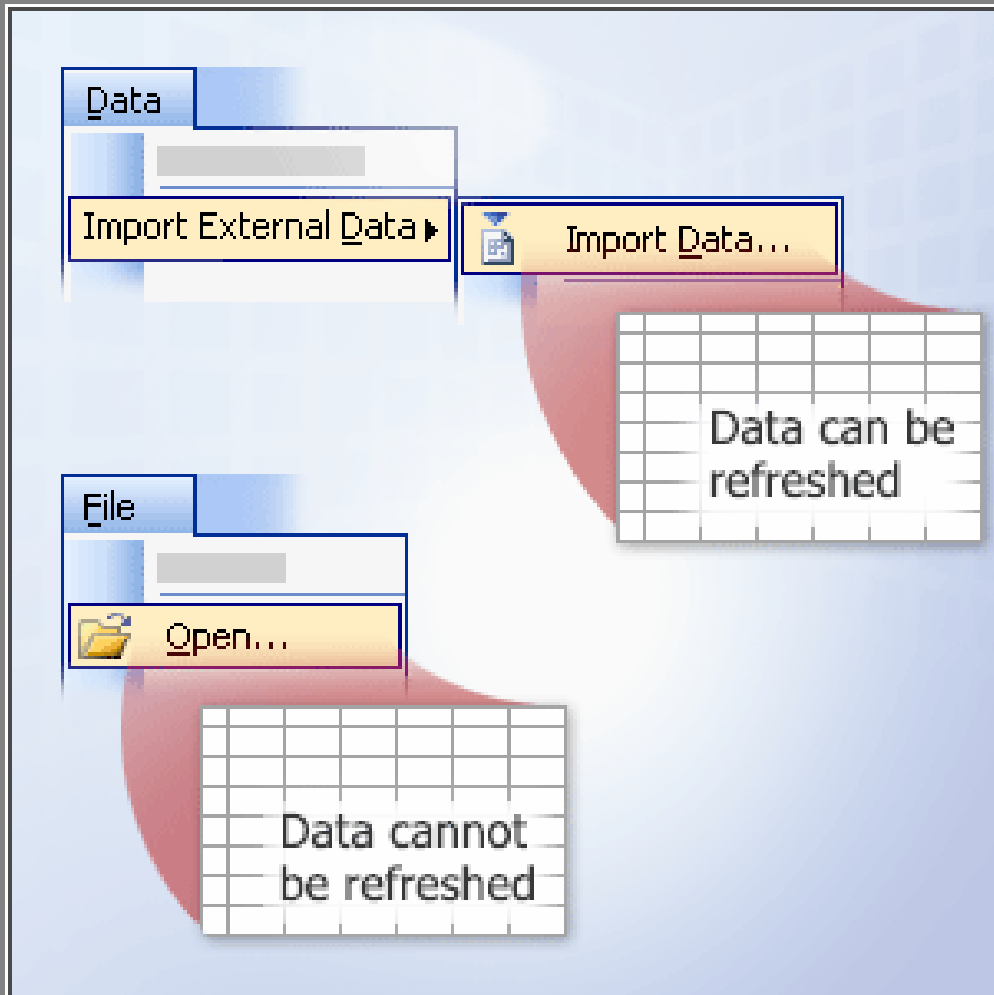 Data
Import External Data
Import Data...
Data can be
refreshed
File
Open...
Data cannot
be refreshed